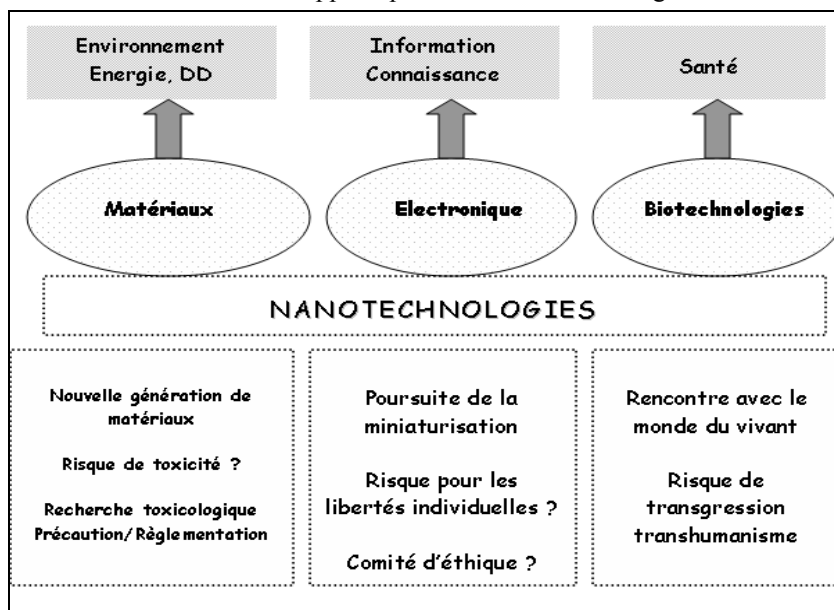 Environnement
Energie, DD
Information
Connaissance
Santé
Matériaux
Electronique
Biotechnologies
NANOTECHNOLOGIES
Nouvelle génération de
matériaux
Risque de toxicité ?
Recherche toxicologique
Précaution/Règlementation
Poursuite de la
miniaturisation
Risque pour les
libertés individuelles ?
Comité d'éthique ?
Rencontre avec le
monde du vivant
Risque de
transgression
transhumanisme